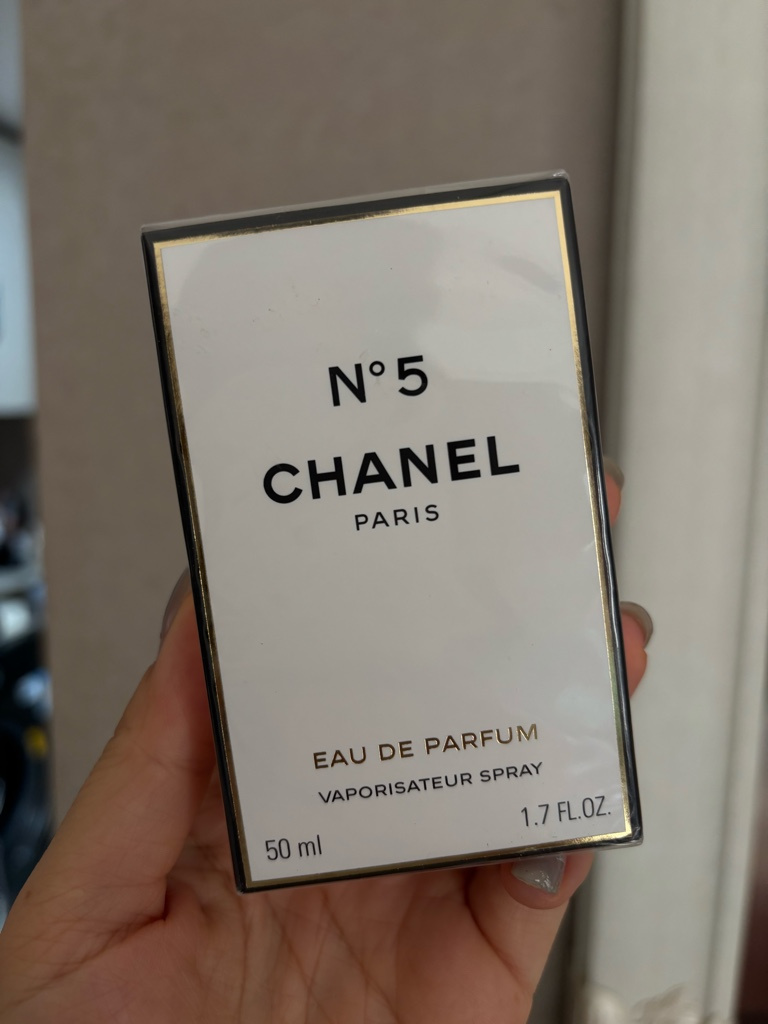 N°5
CHANEL
PARIS
EAU DE PARFUM
VAPORISATEUR SPRAY
50 ml 1.7 FL.OZ.